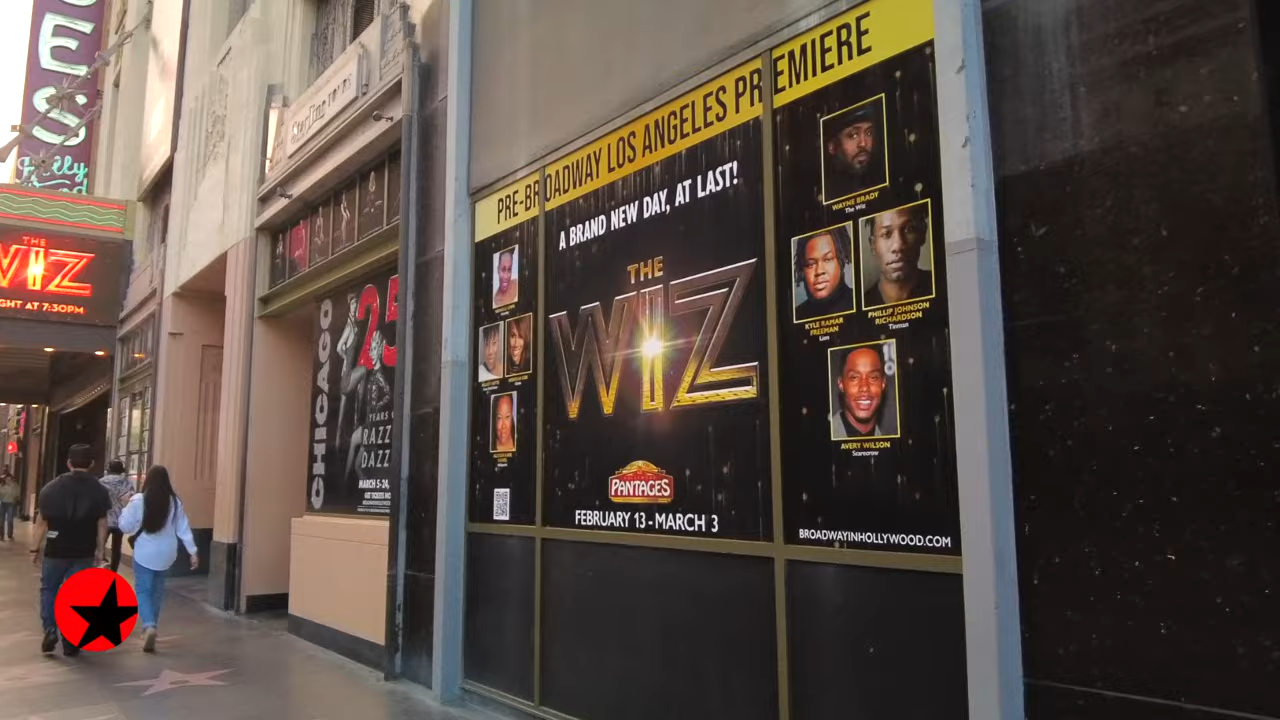 ES
THE
WIZ
GHT AT 7:30PM
CHICAGO
25
YEARS
RAZZ
DAZZ
MARCH 5-24,
PRE-BROADWAY LOS ANGELES PREMIERE
A BRAND NEW DAY, AT LAST!
THE
WIZ
PANTAGES
FEBRUARY 13 - MARCH 3
WAYNE BRADY
The Wiz
KYLE RAMAR
FREEMAN
Lion
PHILLIP JOHNSON
RICHARDSON
Tinman
AVERY WILSON
Scarecrow
BROADWAYINHOLLYWOOD.COM